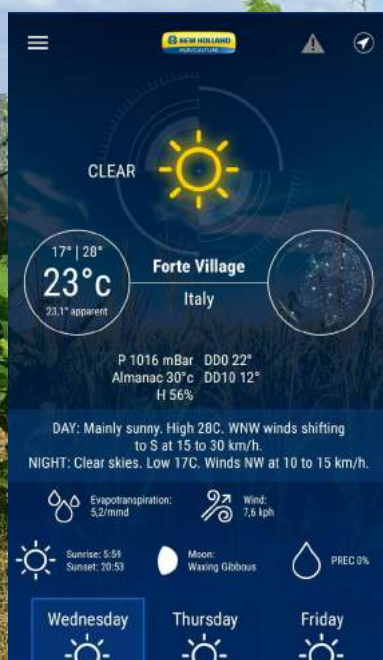 NEW HOLLAND
AGRICULTURE
CLEAR
17° | 28°
23°c
23,1° apparent
Forte Village
Italy
P 1016 mBar DD0 22°
Almanac 30°c DD10 12°
H 56%
DAY: Mainly sunny. High 28C. WNW winds shifting
to S at 15 to 30 km/h.
NIGHT: Clear skies. Low 17C. Winds NW at 10 to 15 km/h.
Evapotranspiration:
5,2/mmd
Wind:
7,6 kph
Sunrise: 5:59
Sunset: 20:53
Moon:
Waxing Gibbous
PREC 0%
Wednesday
Thursday
Friday